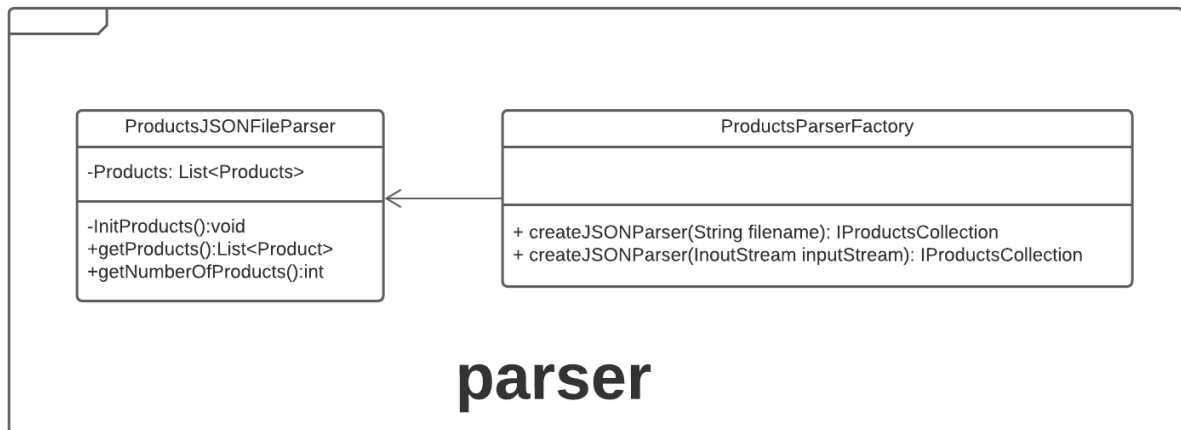 ProductsJSONFileParser
-Products: List<Products>
-InitProducts():void
+getProducts():List<Product>
+getNumberOfProducts():int
ProductsParserFactory
+ createJSONParser(String filename): IProductsCollection
+ createJSONParser(InoutStream inputStream): IProductsCollection
parser